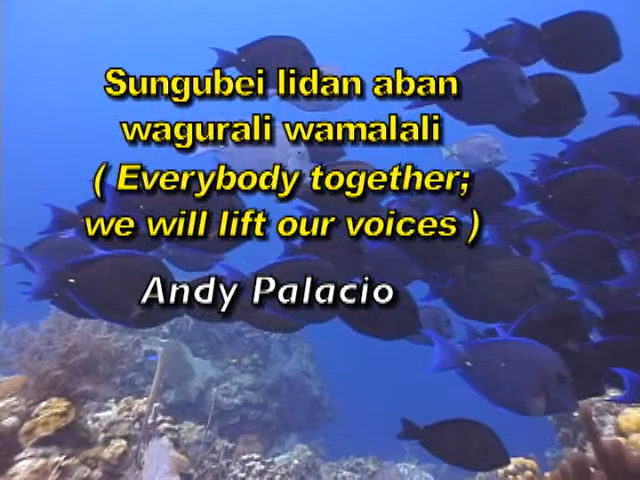 Sungubei lidan aban
wagurali wamalali
( Everybody together;
we will lift our voices )
Andy Palacio